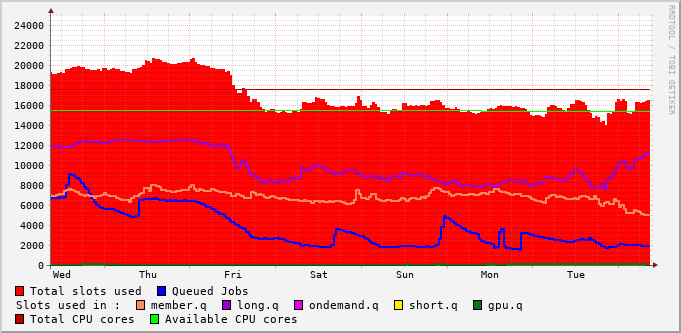 RRDTOOL / TOBI OETIKER
24000
22000
20000
18000
16000
14000
12000
10000
8000
6000
4000
2000
0
Wed Thu Fri Sat Sun Mon Tue
Total slots used Queued Jobs
Slots used in : member.q long.q ondemand.q short.q gpu.q
Total CPU cores Available CPU cores